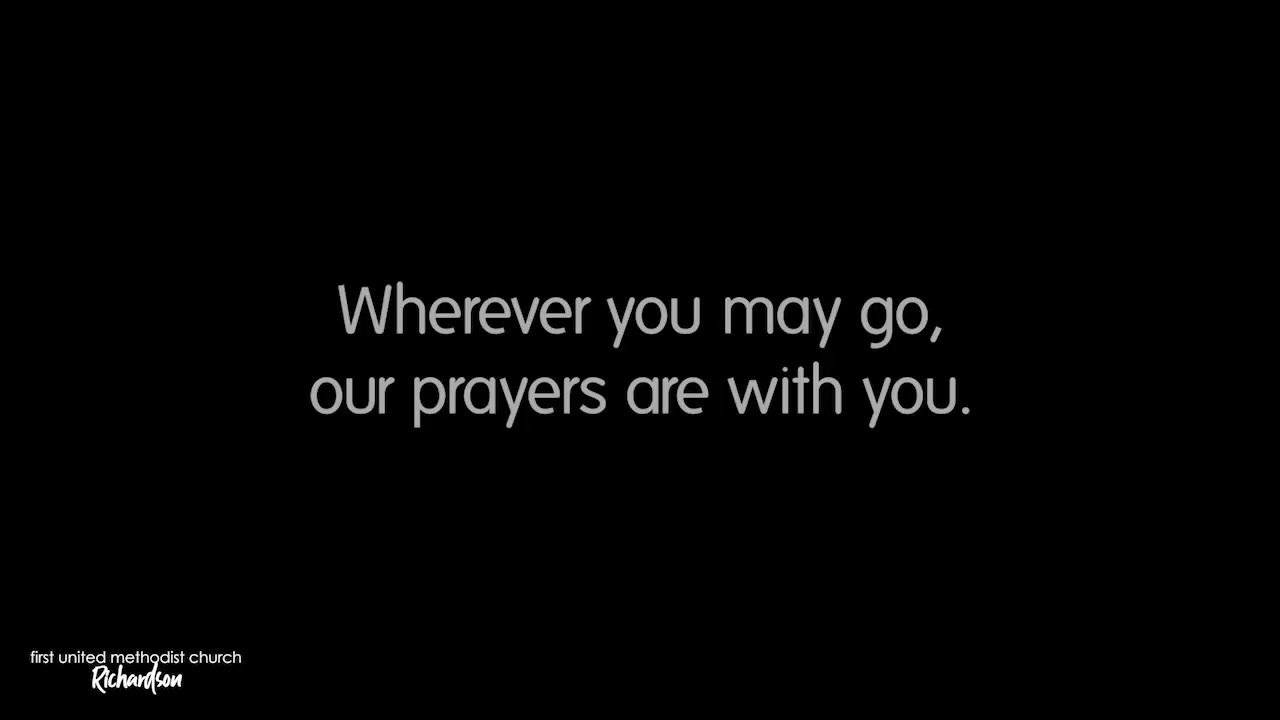 Wherever you may go,
our prayers are with you.
first united methodist church
Richardson